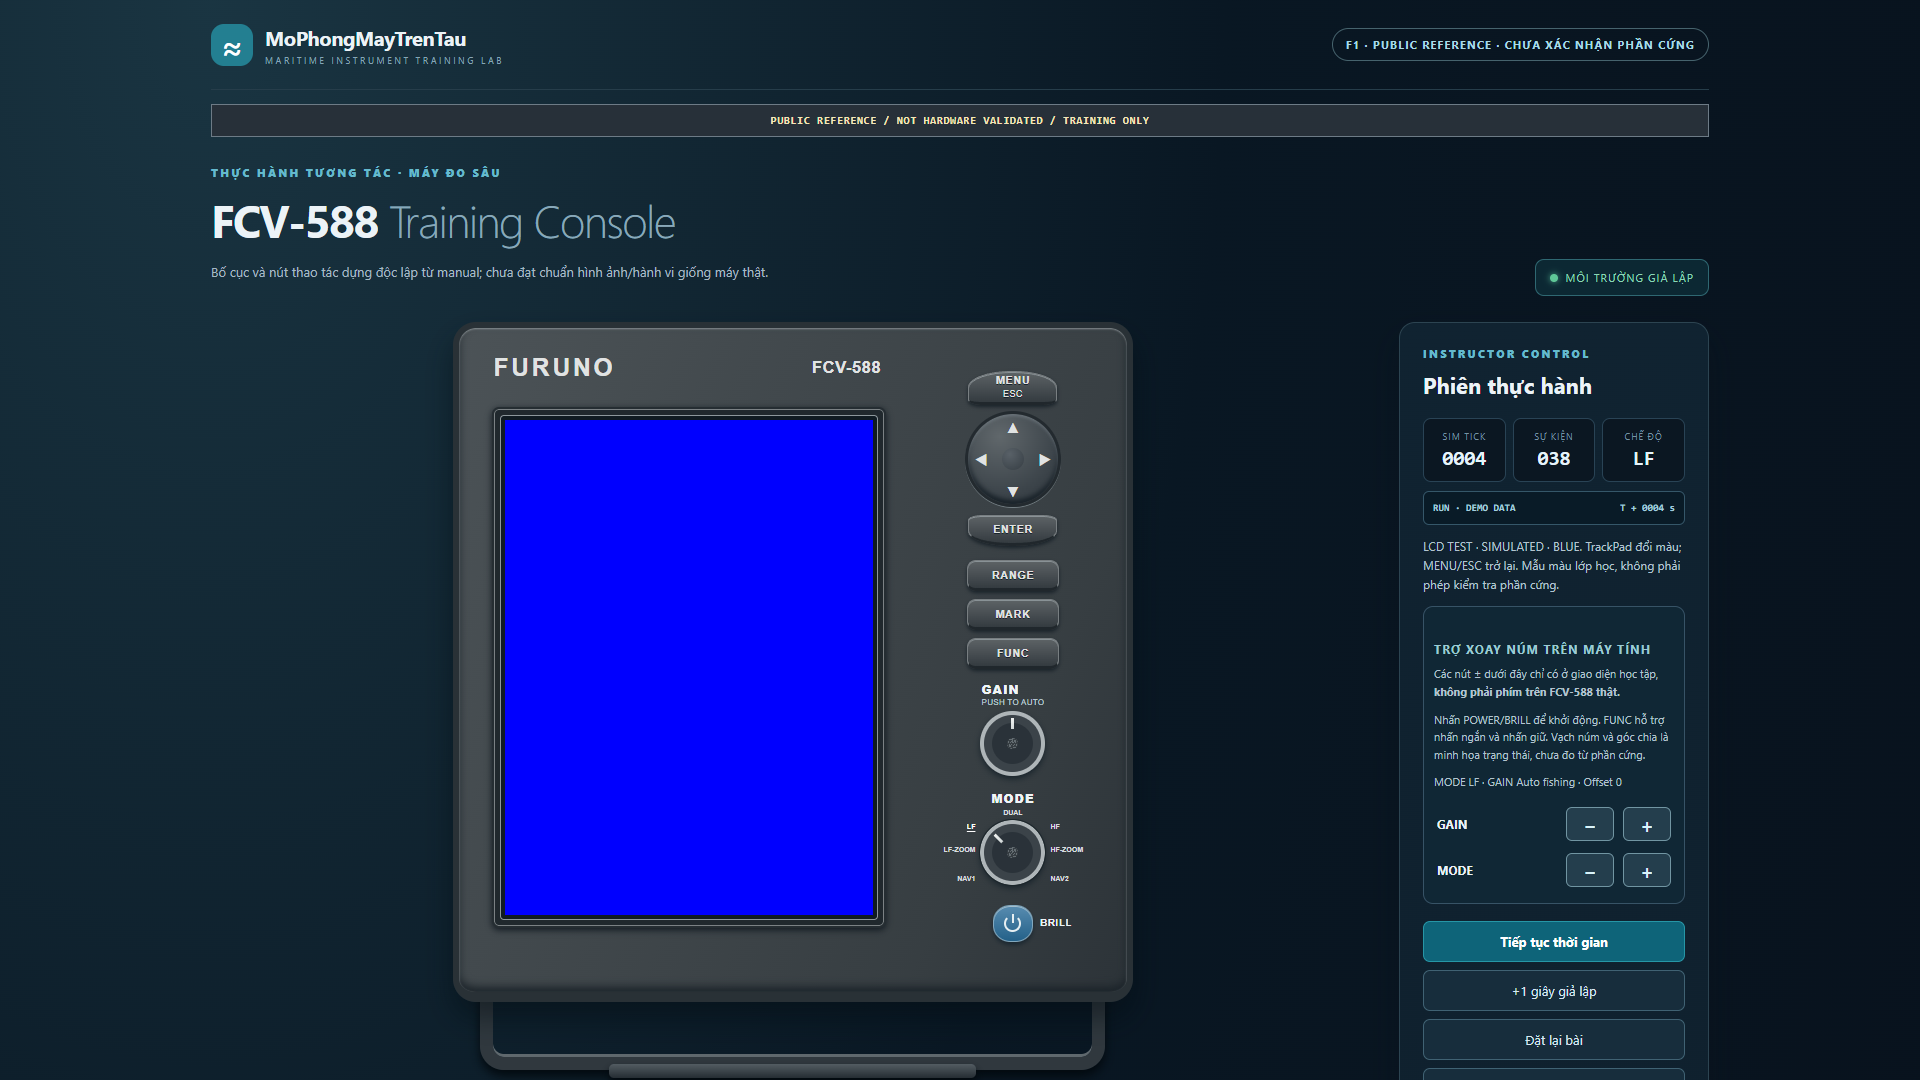 ≈ MoPhongMayTrenTau
MARITIME INSTRUMENT TRAINING LAB
F1 · PUBLIC REFERENCE · CHƯA XÁC NHẬN PHẦN CỨNG
PUBLIC REFERENCE / NOT HARDWARE VALIDATED / TRAINING ONLY
THỰC HÀNH TƯƠNG TÁC · MÁY ĐO SÂU
FCV-588 Training Console
Bố cục và nút thao tác dựng độc lập từ manual; chưa đạt chuẩn hình ảnh/hành vi giống máy thật.
MÔI TRƯỜNG GIẢ LẬP
FURUNO
FCV-588
MENU
ESC
▲
◀ ▶
▼
ENTER
RANGE
MARK
FUNC
GAIN
PUSH TO AUTO
MODE
DUAL
LF HF
LF-ZOOM HF-ZOOM
NAV1 NAV2
BRILL
INSTRUCTOR CONTROL
Phiên thực hành
SIM TICK
0004
SỰ KIỆN
038
CHẾ ĐỘ
LF
RUN · DEMO DATA T + 0004 s
LCD TEST · SIMULATED · BLUE. TrackPad đổi màu;
MENU/ESC trở lại. Mẫu màu lớp học, không phải
phép kiểm tra phần cứng.
TRỢ XOAY NÚM TRÊN MÁY TÍNH
Các nút ± dưới đây chỉ có ở giao diện học tập,
không phải phím trên FCV-588 thật.
Nhấn POWER/BRILL để khởi động. FUNC hỗ trợ
nhấn ngắn và nhấn giữ. Vạch núm và góc chia là
minh họa trạng thái, chưa đo từ phần cứng.
MODE LF · GAIN Auto fishing · Offset 0
GAIN − +
MODE − +
Tiếp tục thời gian
+1 giây giả lập
Đặt lại bài